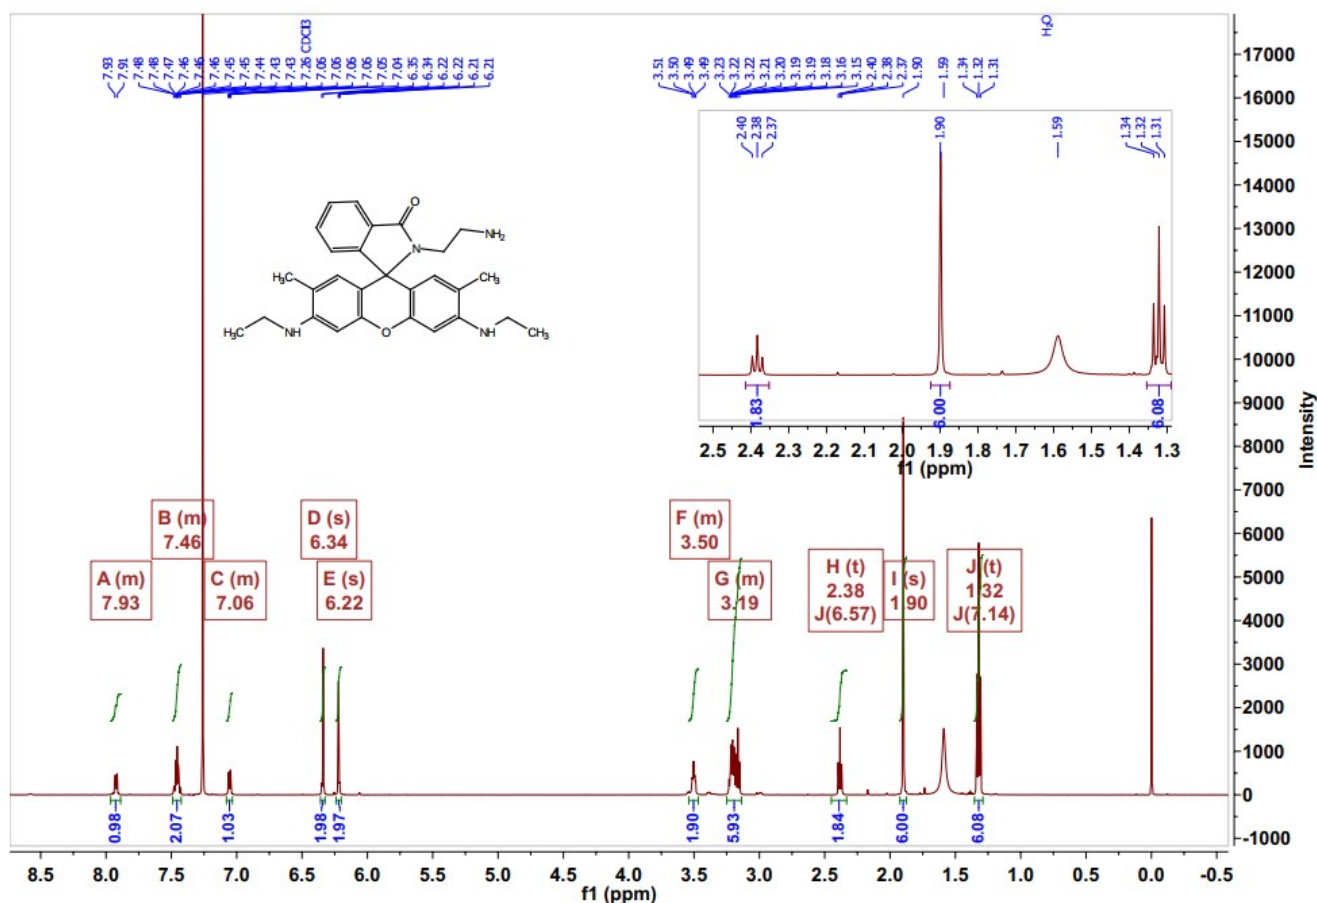 7.93 7.91 7.48 7.48 7.47 7.46 7.46 7.46 7.45 7.45 7.44 7.43 7.43 7.26 CDCl3 7.06 7.06 7.06 7.06 7.05 7.04 6.35 6.34 6.22 6.22 6.21 6.21
3.51 3.50 3.49 3.49 3.23 3.22 3.22 3.21 3.20 3.19 3.19 3.18 3.16 3.15 2.40 2.38 2.37 1.90 1.59 1.34 1.32 1.31
H2O
2.40 2.38 2.37 1.90 1.59 1.34 1.32 1.31
1.83 6.00 6.08
2.5 2.4 2.3 2.2 2.1 2.0 1.9 1.8 1.7 1.6 1.5 1.4 1.3
f1 (ppm)
O
N
NH2
H3C
CH3
H3C
NH
O
NH
CH3
A (m)
7.93
B (m)
7.46
C (m)
7.06
D (s)
6.34
E (s)
6.22
F (m)
3.50
G (m)
3.19
H (t)
2.38
J(6.57)
I (s)
1.90
J (t)
1.32
J(7.14)
0.98 2.07 1.03 1.98 1.97 1.90 5.93 1.84 6.00 6.08
8.5 8.0 7.5 7.0 6.5 6.0 5.5 5.0 4.5 4.0 3.5 3.0 2.5 2.0 1.5 1.0 0.5 0.0 -0.5
f1 (ppm)
17000
16000
15000
14000
13000
12000
11000
10000
9000
8000
7000
6000
5000
4000
3000
2000
1000
0
-1000
Intensity